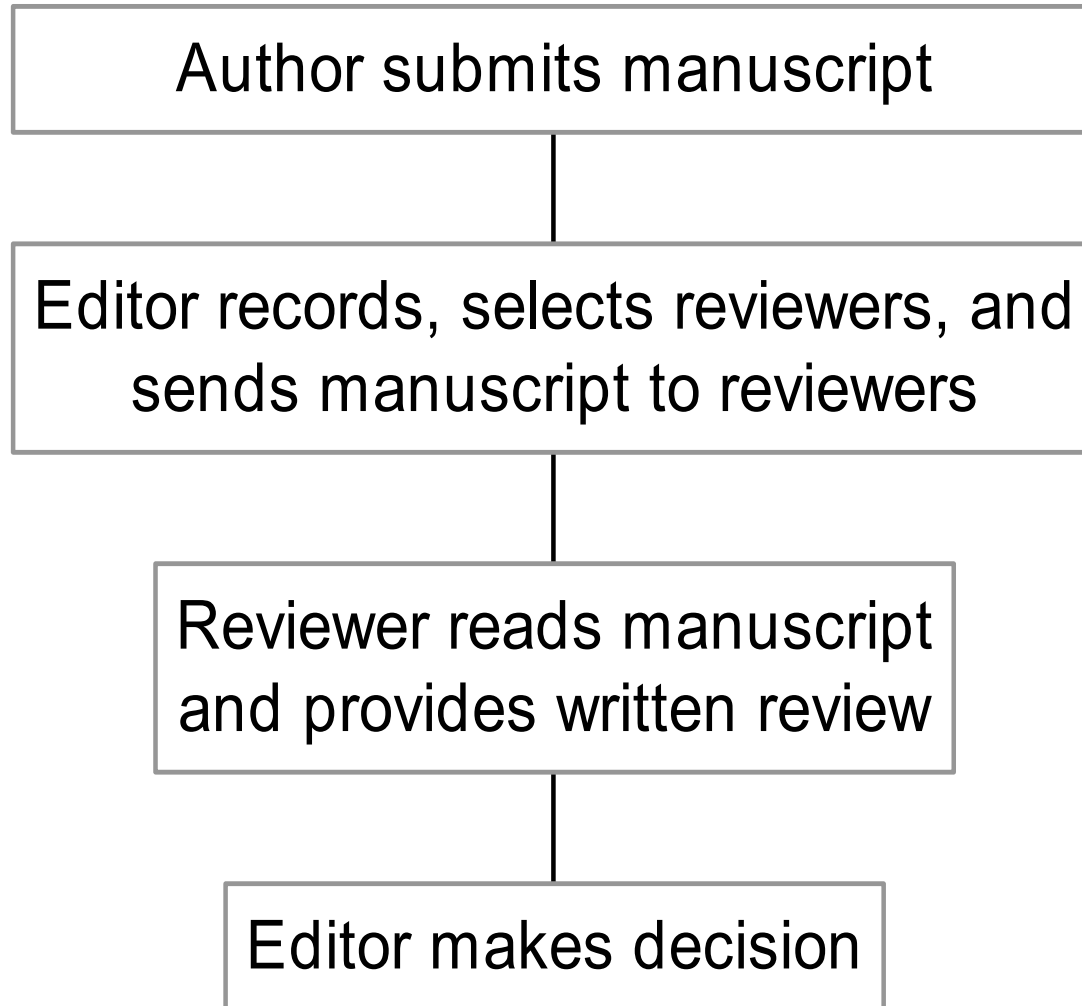 Author submits manuscript
Editor records, selects reviewers, and
sends manuscript to reviewers
Reviewer reads manuscript
and provides written review
Editor makes decision